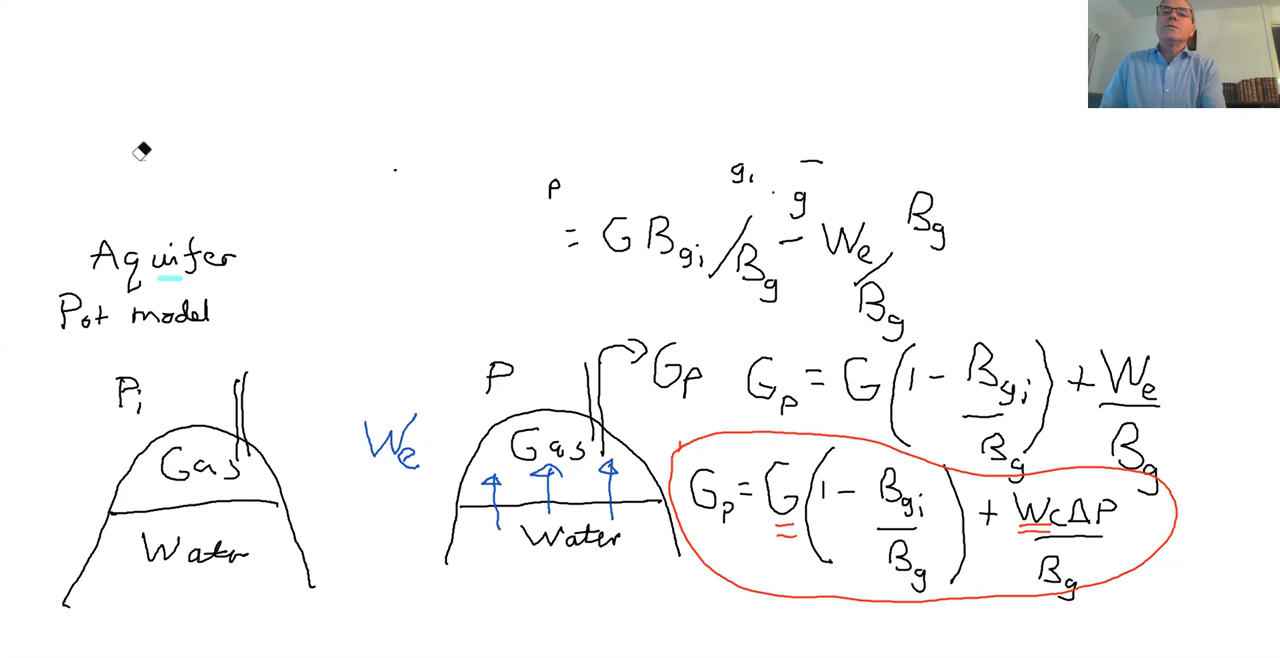 gi g
P
= G Bgi/Bg - We/Bg Bg
Aquifer
Pot model
Pi
Gas
Water
We
P
Gp
Gas
Water
Gp = G(1 - Bgi/Bg) + We/Bg
Gp = G(1 - Bgi/Bg) + WcΔP/Bg